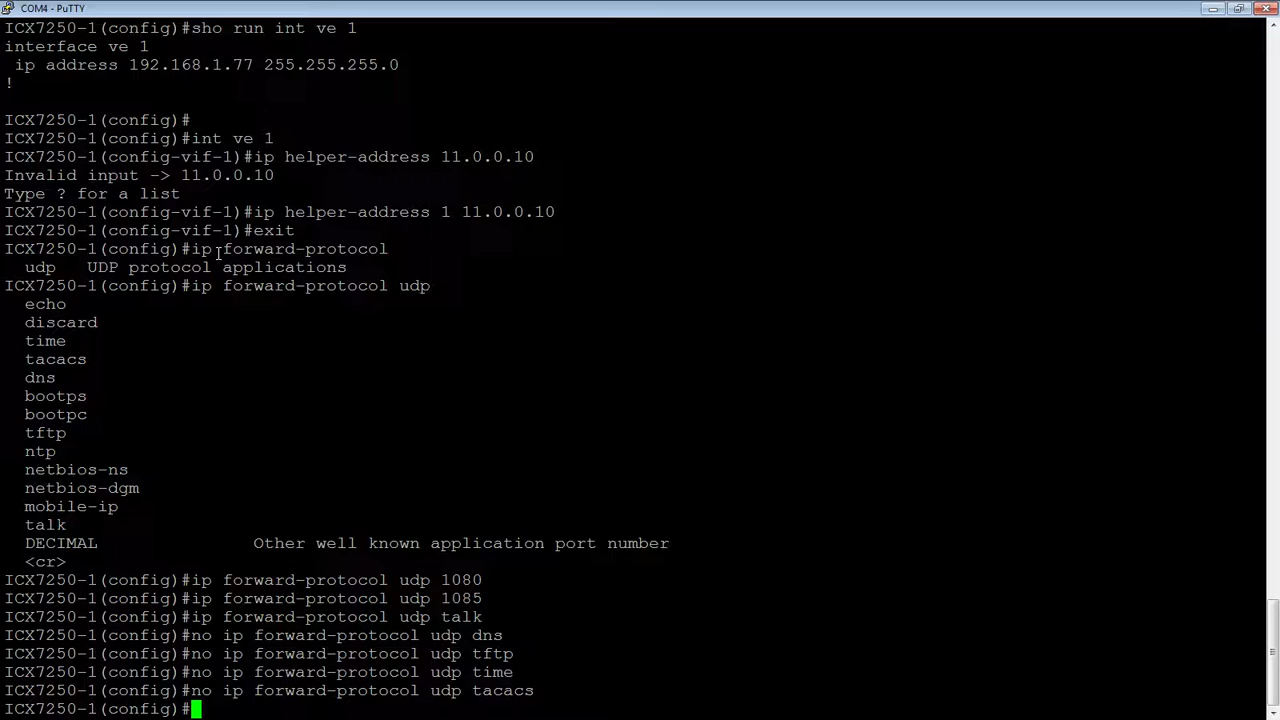 COM4 - PuTTY
ICX7250-1(config)#sho run int ve 1
interface ve 1
 ip address 192.168.1.77 255.255.255.0
!
ICX7250-1(config)#
ICX7250-1(config)#int ve 1
ICX7250-1(config-vif-1)#ip helper-address 11.0.0.10
Invalid input -> 11.0.0.10
Type ? for a list
ICX7250-1(config-vif-1)#ip helper-address 1 11.0.0.10
ICX7250-1(config-vif-1)#exit
ICX7250-1(config)#ip forward-protocol
  udp   UDP protocol applications
ICX7250-1(config)#ip forward-protocol udp
  echo
  discard
  time
  tacacs
  dns
  bootps
  bootpc
  tftp
  ntp
  netbios-ns
  netbios-dgm
  mobile-ip
  talk
  DECIMAL               Other well known application port number
  <cr>
ICX7250-1(config)#ip forward-protocol udp 1080
ICX7250-1(config)#ip forward-protocol udp 1085
ICX7250-1(config)#ip forward-protocol udp talk
ICX7250-1(config)#no ip forward-protocol udp dns
ICX7250-1(config)#no ip forward-protocol udp tftp
ICX7250-1(config)#no ip forward-protocol udp time
ICX7250-1(config)#no ip forward-protocol udp tacacs
ICX7250-1(config)#